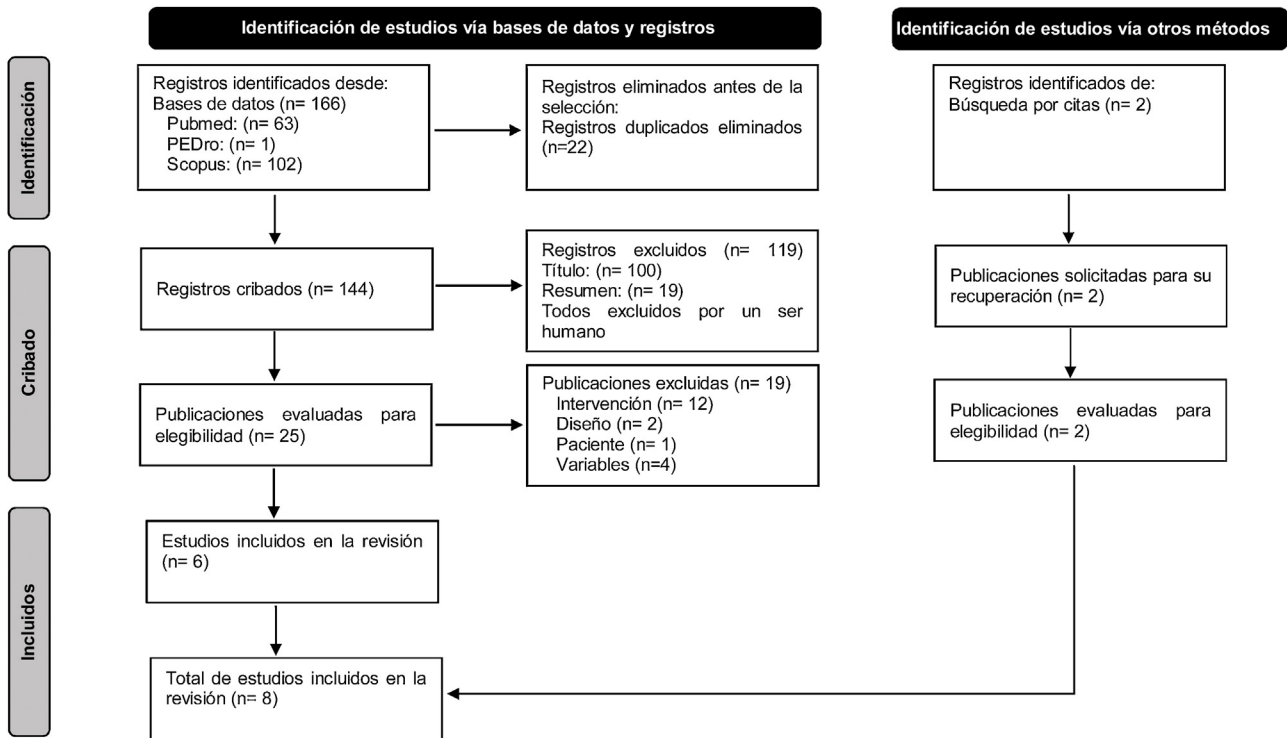 Identificación de estudios vía bases de datos y registros
Identificación de estudios vía otros métodos
Identificación
Registros identificados desde:
Bases de datos (n= 166)
Pubmed: (n= 63)
PEDro: (n= 1)
Scopus: (n= 102)
Registros eliminados antes de la
selección:
Registros duplicados eliminados
(n=22)
Registros identificados de:
Búsqueda por citas (n= 2)
Cribado
Registros cribados (n= 144)
Registros excluidos (n= 119)
Título: (n= 100)
Resumen: (n= 19)
Todos excluidos por un ser
humano
Publicaciones solicitadas para su
recuperación (n= 2)
Publicaciones evaluadas para
elegibilidad (n= 25)
Publicaciones excluidas (n= 19)
Intervención (n= 12)
Diseño (n= 2)
Paciente (n= 1)
Variables (n=4)
Publicaciones evaluadas para
elegibilidad (n= 2)
Incluidos
Estudios incluidos en la revisión
(n= 6)
Total de estudios incluidos en la
revisión (n= 8)